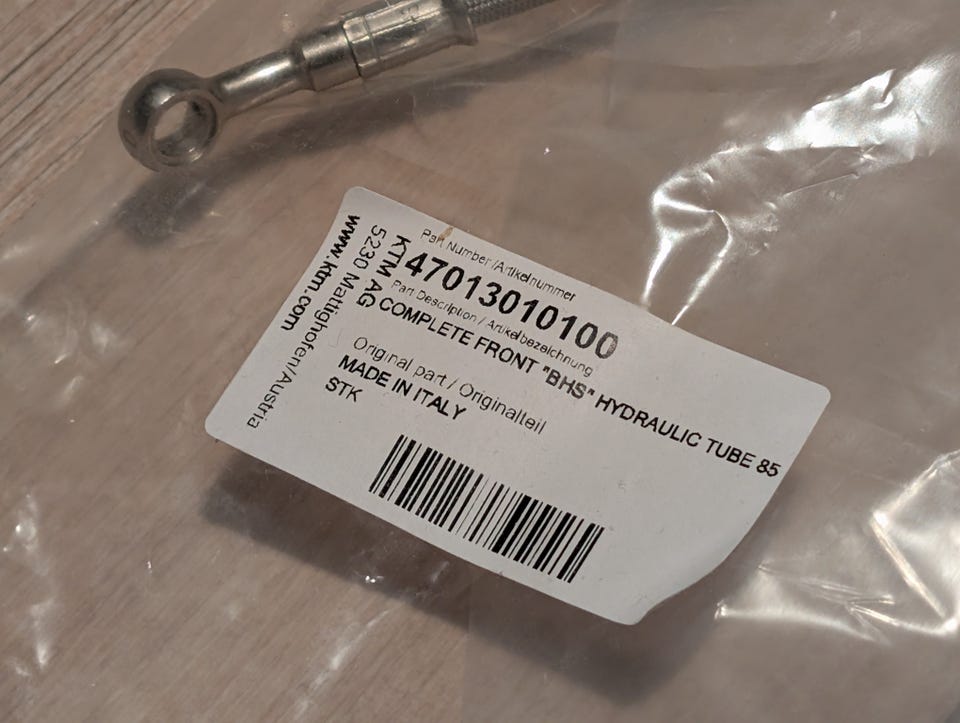 Part Number /Artikelnummer
47013010100
Part Description / Artikelbezeichnung
COMPLETE FRONT "BHS" HYDRAULIC TUBE 85
Original part / Originalteil
MADE IN ITALY
STK
KTM AG
5230 Mattighofen/Austria
www.ktm.com